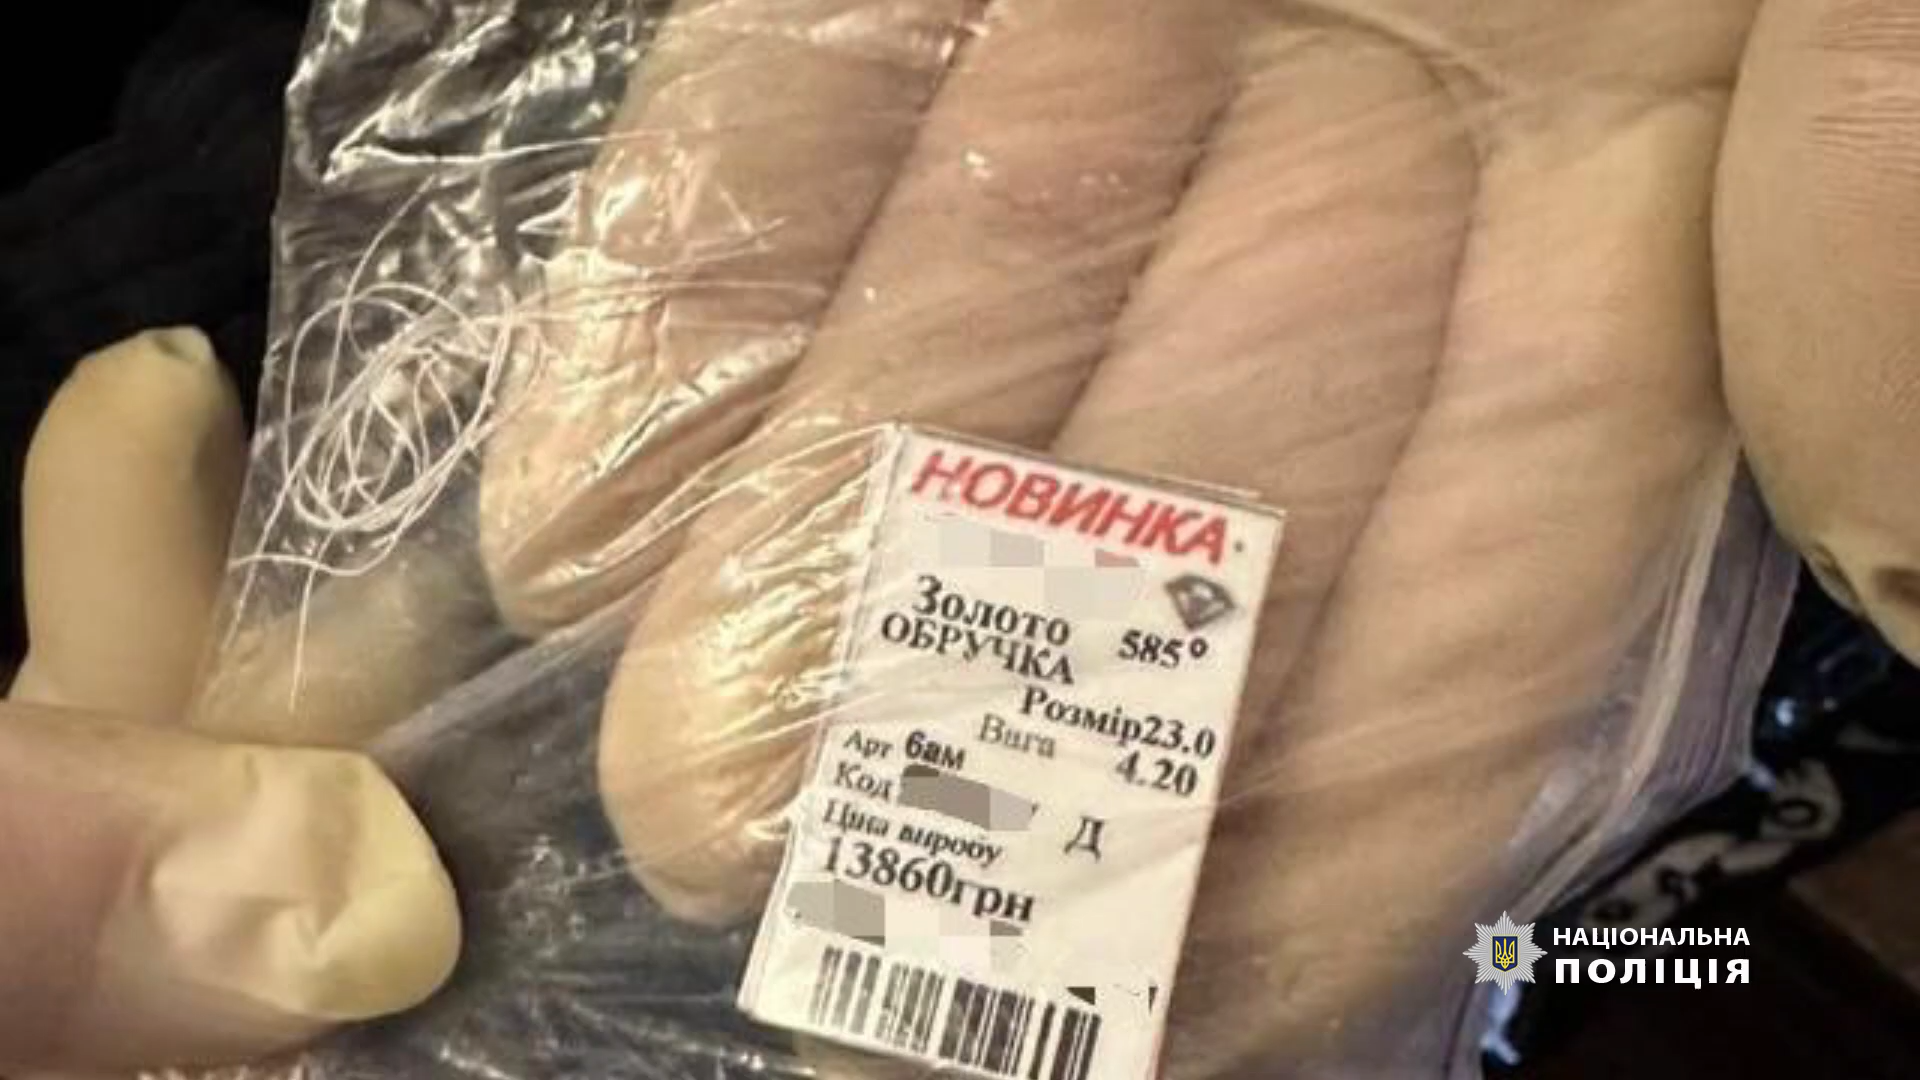 НОВИНКА
Золото 585°
ОБРУЧКА
Розмір23.0
Вага 4.20
Арт 6ам
Код Д
Ціна виробу
13860грн
НАЦІОНАЛЬНА
ПОЛІЦІЯ